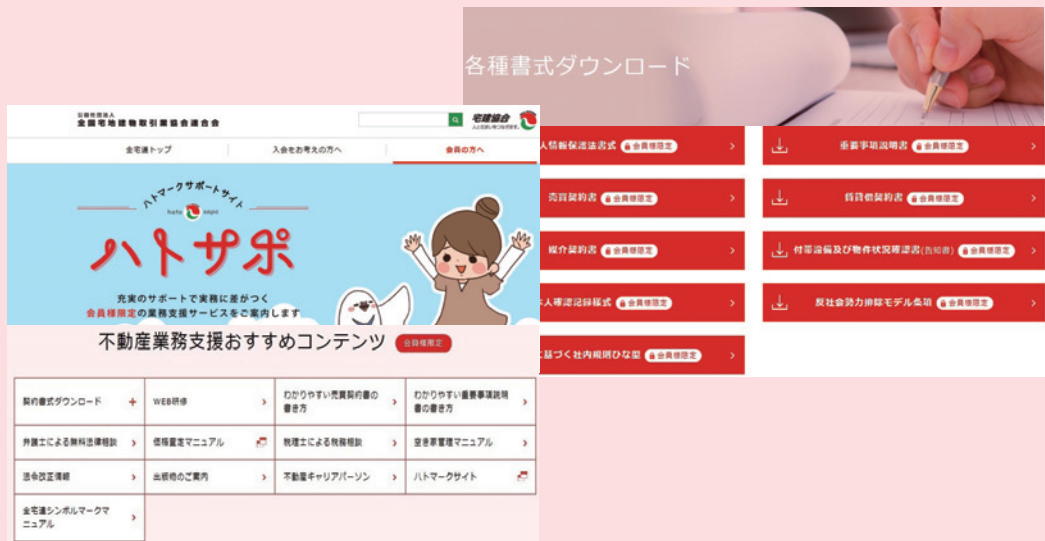 各種書式ダウンロード
公益社団法人
全国宅地建物取引業協会連合会
宅建協会
人と住まいをつなぎます。
全宅連トップ
入会をお考えの方へ
会員の方へ
ハトマークサポートサイト
hato
ハトサポ
充実のサポートで実務に差がつく
会員様限定の業務支援サービスをご案内します
不動産業務支援おすすめコンテンツ 会員様限定
契約書式ダウンロード
WEB研修
わかりやすい売買契約書の
書き方
わかりやすい重要事項説明
書の書き方
弁護士による無料法律相談
価格査定マニュアル
税理士による税務相談
空き家管理マニュアル
法令改正情報
出版物のご案内
不動産キャリアパーソン
ハトマークサイト
全宅連シンボルマークマ
ニュアル
人情報保護法書式 会員様限定
重要事項説明書 会員様限定
売買契約書 会員様限定
賃貸借契約書 会員様限定
媒介契約書 会員様限定
付帯設備及び物件状況確認書(告知書) 会員様限定
人確認記録様式 会員様限定
反社会勢力排除モデル条項 会員様限定
に基づく社内規則ひな型 会員様限定